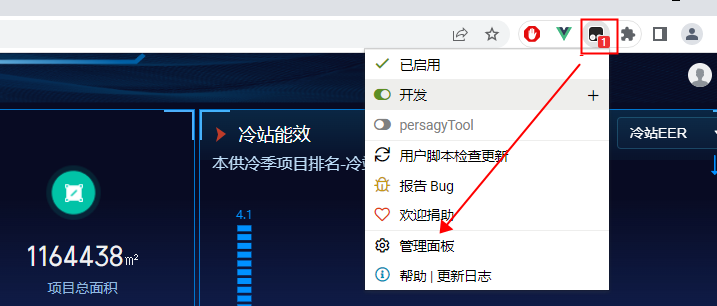 1
已启用
开发
persagyTool
用户脚本检查更新
报告 Bug
欢迎捐助
管理面板
帮助 | 更新日志
冷站能效
本供冷季项目排名-冷
冷站EER
4.1
1164438㎡
项目总面积